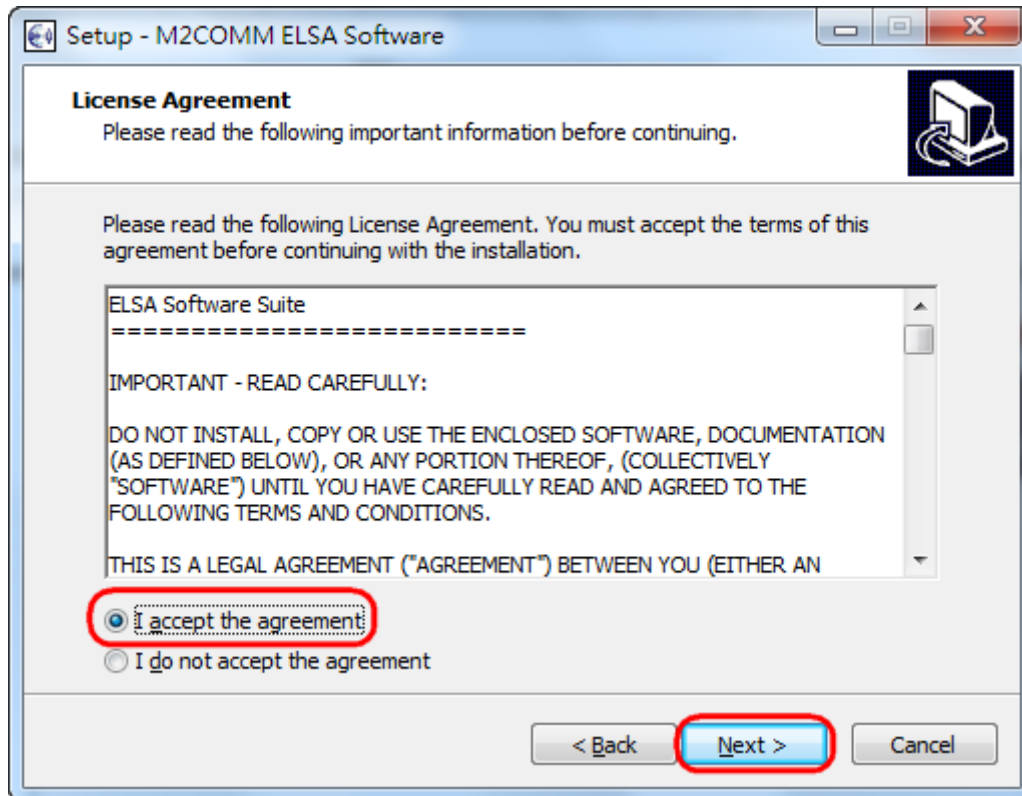 Setup - M2COMM ELSA Software
License Agreement
Please read the following important information before continuing.
Please read the following License Agreement. You must accept the terms of this
agreement before continuing with the installation.
ELSA Software Suite
==========================
IMPORTANT - READ CAREFULLY:
DO NOT INSTALL, COPY OR USE THE ENCLOSED SOFTWARE, DOCUMENTATION
(AS DEFINED BELOW), OR ANY PORTION THEREOF, (COLLECTIVELY
"SOFTWARE") UNTIL YOU HAVE CAREFULLY READ AND AGREED TO THE
FOLLOWING TERMS AND CONDITIONS.
THIS IS A LEGAL AGREEMENT ("AGREEMENT") BETWEEN YOU (EITHER AN
I accept the agreement
I do not accept the agreement
< Back Next > Cancel